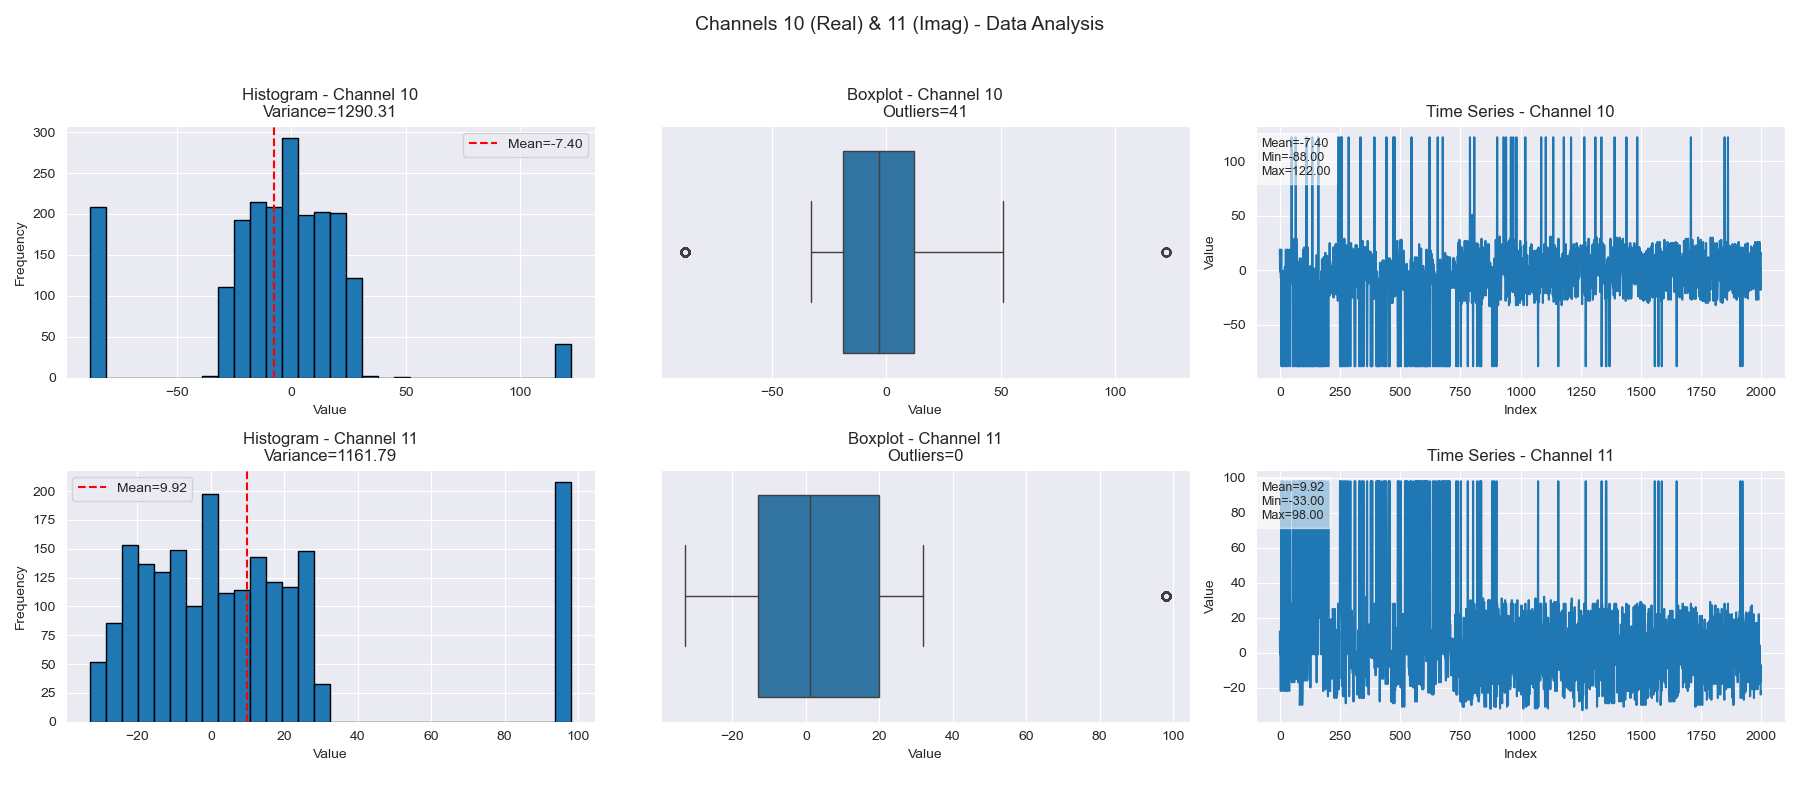 Channels 10 (Real) & 11 (Imag) - Data Analysis
Histogram - Channel 10
Variance=1290.31
Mean=-7.40
Frequency
300
250
200
150
100
50
0
−50 0 50 100
Value
Boxplot - Channel 10
Outliers=41
−50 0 50 100
Value
Time Series - Channel 10
Mean=-7.40
Min=-88.00
Max=122.00
Value
100
50
0
−50
0 250 500 750 1000 1250 1500 1750 2000
Index
Histogram - Channel 11
Variance=1161.79
Mean=9.92
Frequency
200
175
150
125
100
75
50
25
0
−20 0 20 40 60 80 100
Value
Boxplot - Channel 11
Outliers=0
−20 0 20 40 60 80 100
Value
Time Series - Channel 11
Mean=9.92
Min=-33.00
Max=98.00
Value
100
80
60
40
20
0
−20
0 250 500 750 1000 1250 1500 1750 2000
Index